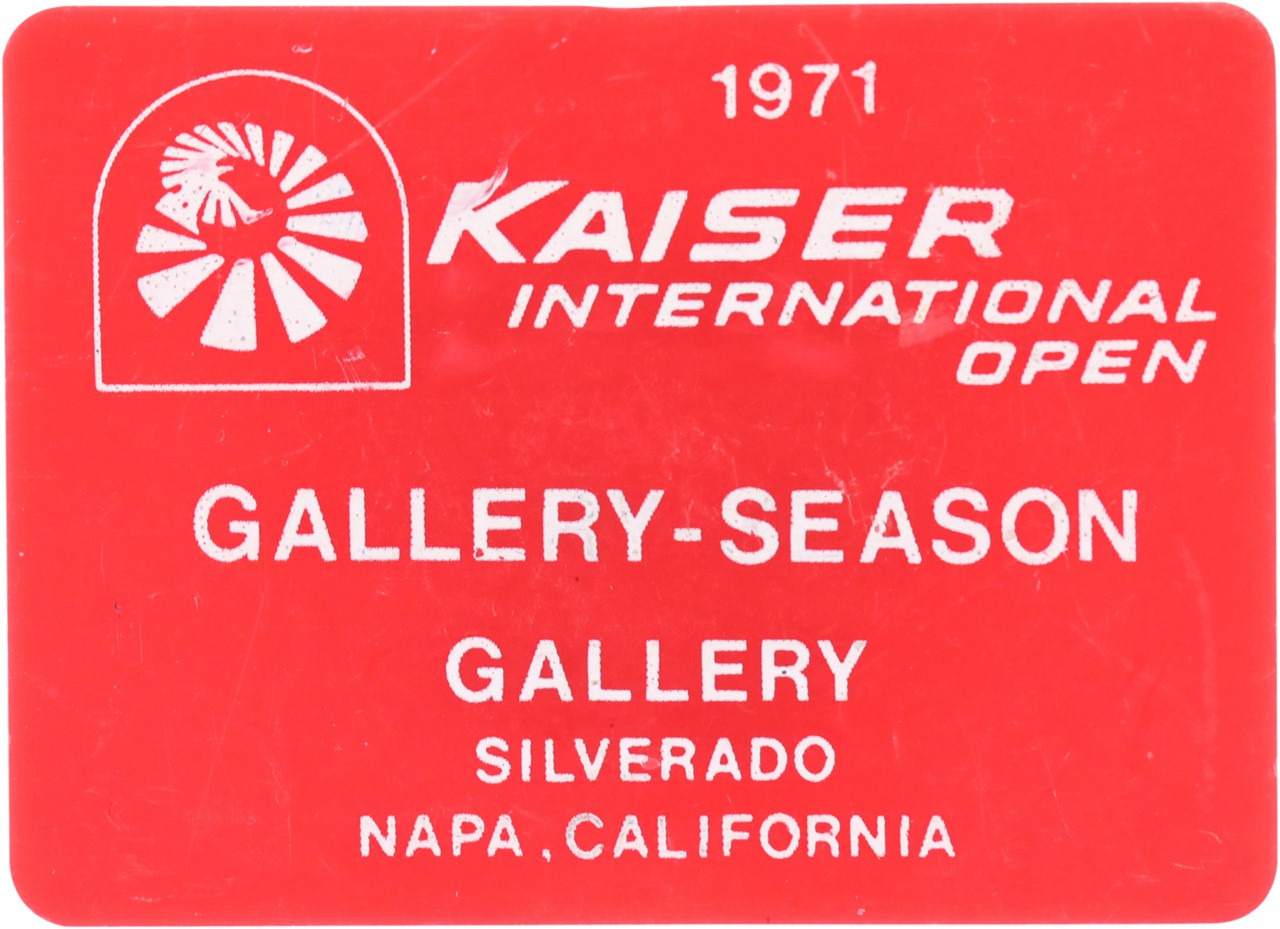 1971
KAISER
INTERNATIONAL
OPEN
GALLERY-SEASON
GALLERY
SILVERADO
NAPA, CALIFORNIA